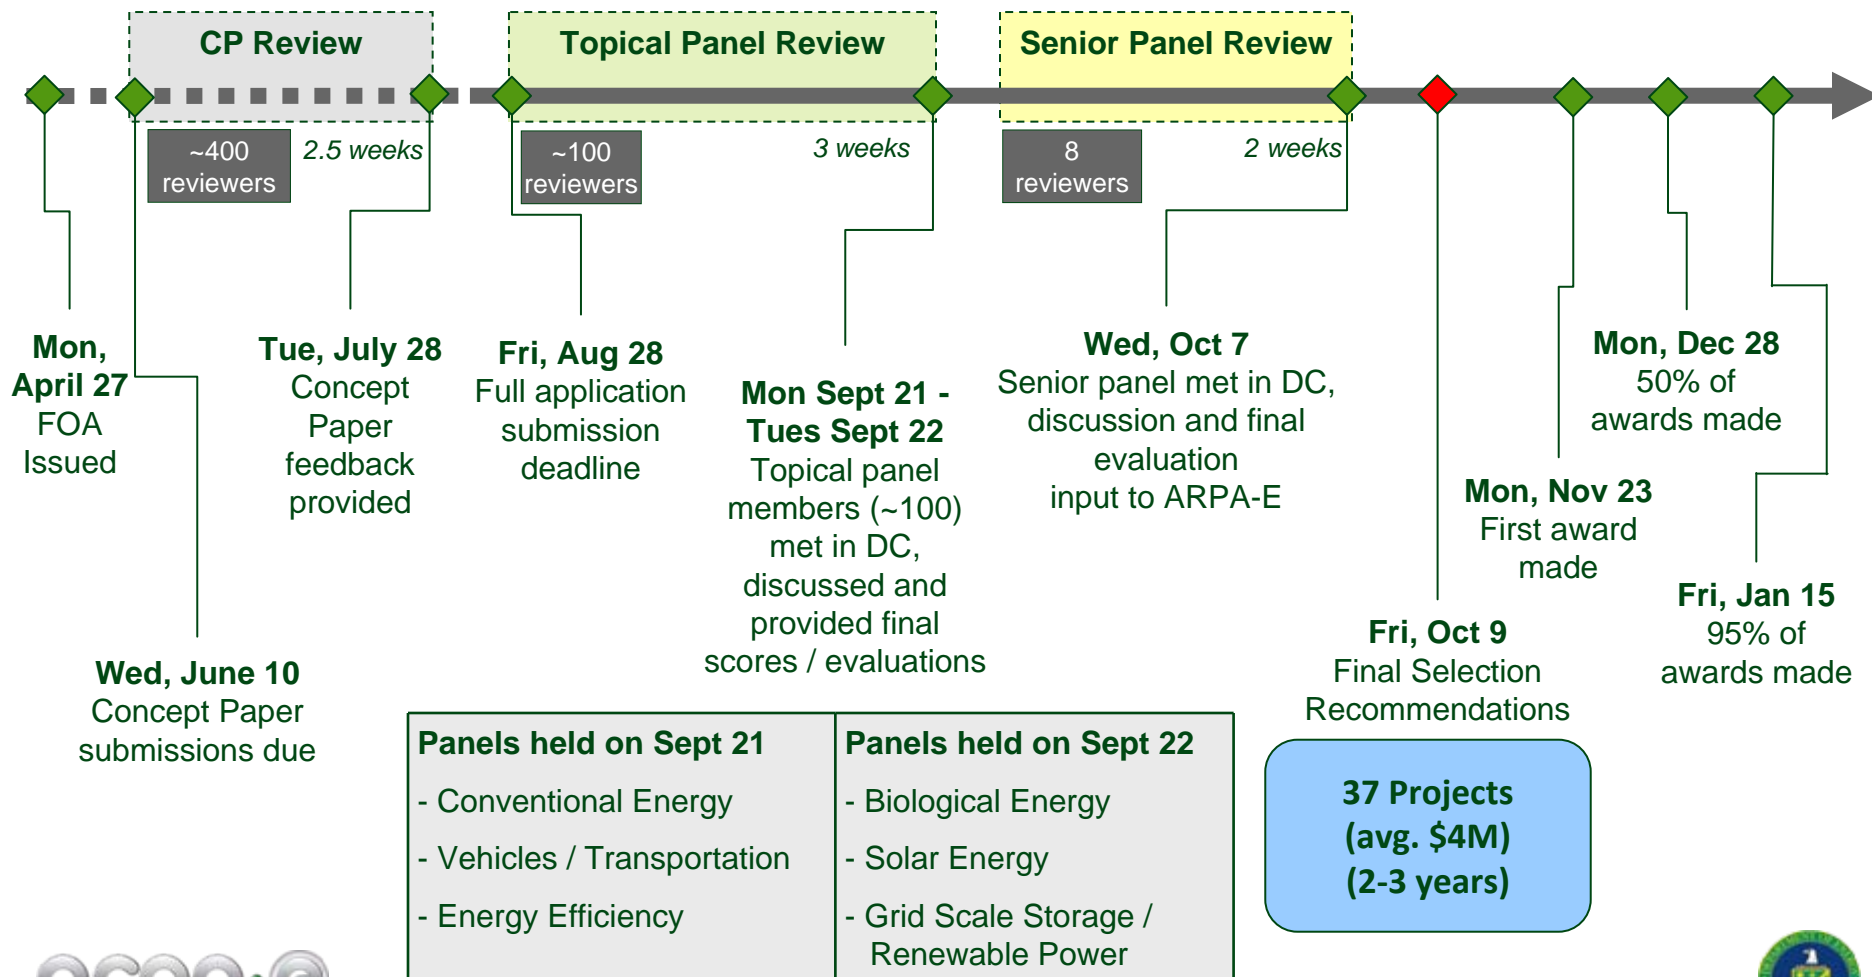 CP Review
Topical Panel Review
Senior Panel Review
~400
reviewers
2.5 weeks
~100
reviewers
3 weeks
8
reviewers
2 weeks
Mon,
April 27
FOA
Issued
Wed, June 10
Concept Paper
submissions due
Tue, July 28
Concept
Paper
feedback
provided
Fri, Aug 28
Full application
submission
deadline
Mon Sept 21 -
Tues Sept 22
Topical panel
members (~100)
met in DC,
discussed and
provided final
scores / evaluations
Wed, Oct 7
Senior panel met in DC,
discussion and final
evaluation
input to ARPA-E
Fri, Oct 9
Final Selection
Recommendations
Mon, Nov 23
First award
made
Mon, Dec 28
50% of
awards made
Fri, Jan 15
95% of
awards made
Panels held on Sept 21
- Conventional Energy
- Vehicles / Transportation
- Energy Efficiency
Panels held on Sept 22
- Biological Energy
- Solar Energy
- Grid Scale Storage /
Renewable Power
37 Projects
(avg. $4M)
(2-3 years)